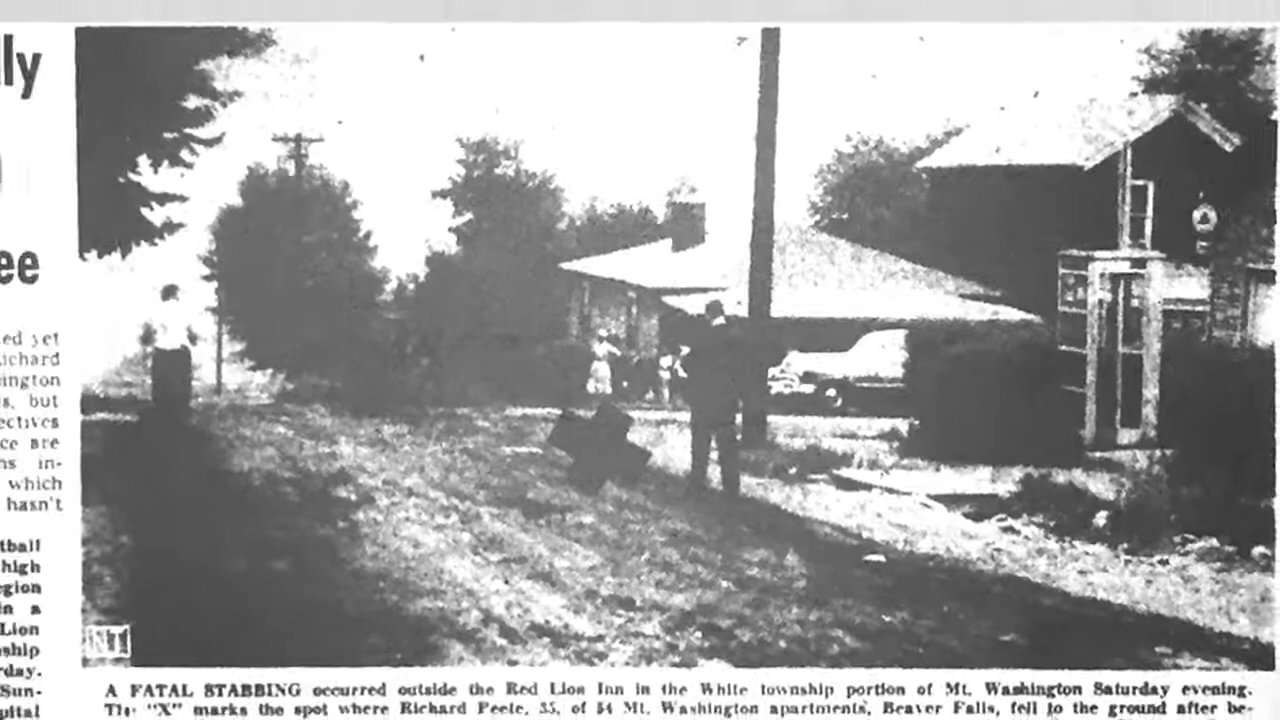 lly
ee
ed yet
ichard
ington
s, but
ectives
ce are
ns in-
which
hasn't
tball
high
egion
in a
Lion
nship
rday.
Sun-
pital
A FATAL STABBING occurred outside the Red Lion Inn in the White township portion of Mt. Washington Saturday evening.
The "X" marks the spot where Richard Peete, 35, of 54 Mt. Washington apartments, Beaver Falls, fell to the ground after be-